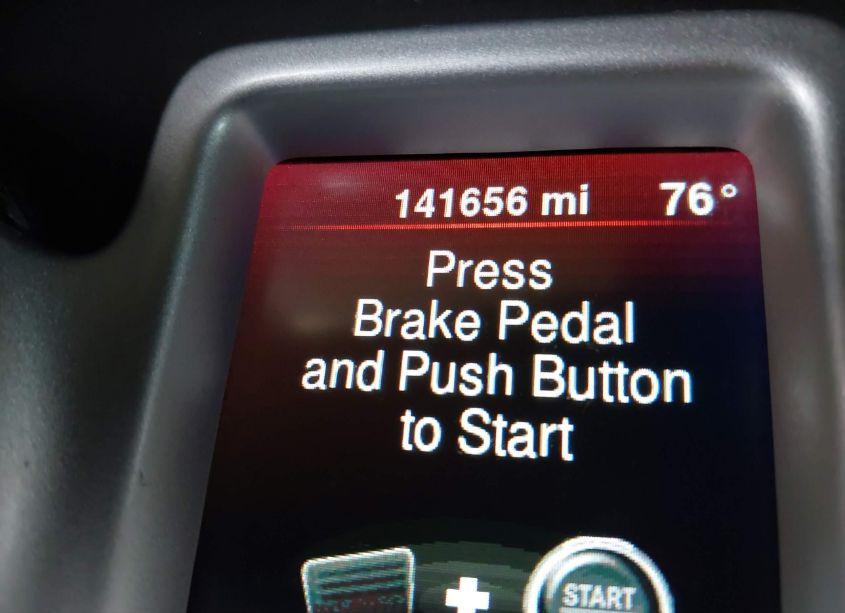 141656 mi 76°
Press
Brake Pedal
and Push Button
to Start
START